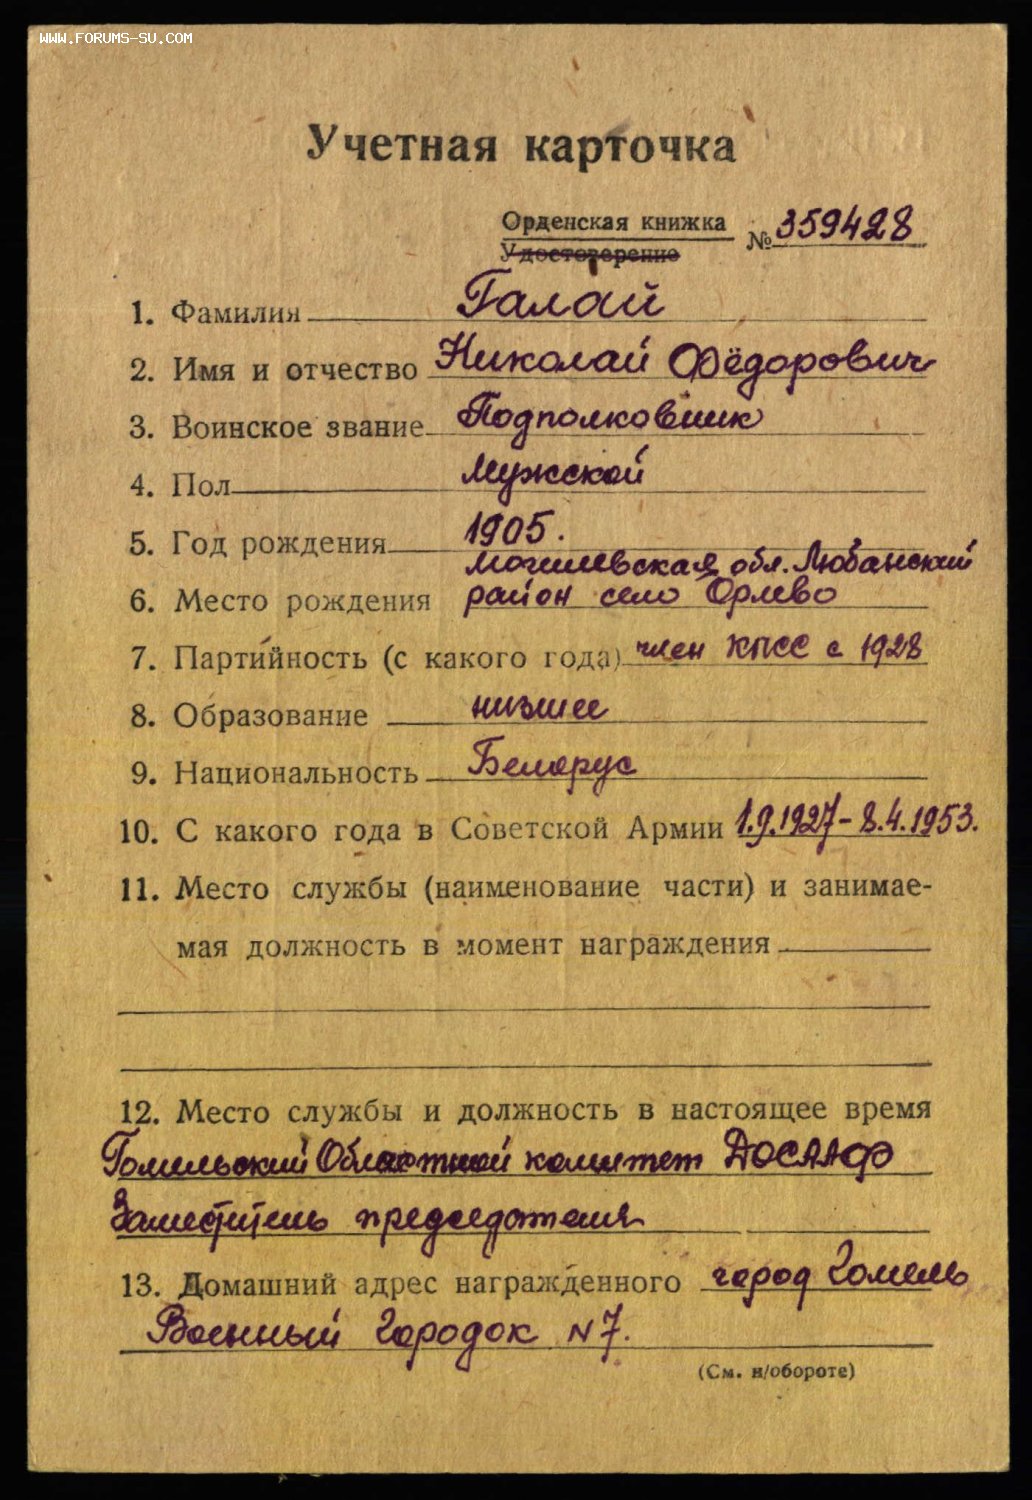 WWW.FORUMS-SU.COM
Учетная карточка
Орденская книжка
Удостоверение
№ 359428
1. Фамилия Галай
2. Имя и отчество Николай Фёдорович
3. Воинское звание Подполковник
4. Пол Мужской
5. Год рождения 1905.
Могилевская обл. Любанский
6. Место рождения район село Орлево
7. Партийность (с какого года) член КПСС с 1928
8. Образование низшее
9. Национальность Беларус
10. С какого года в Советской Армии 1.9.1927 – 8.4.1953.
11. Место службы (наименование части) и занимае-
мая должность в момент награждения
12. Место службы и должность в настоящее время
Гомельский Областной комитет ДОСААФ
Заместитель председателя
13. Домашний адрес награжденного город Гомель
Военный Городок N 7.
(См. н/обороте)